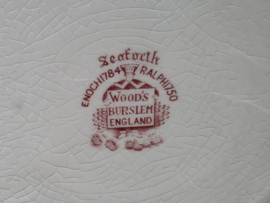 Seaforth
ENOCH 1784 RALPH 1750
WOOD'S
BURSLEM
ENGLAND